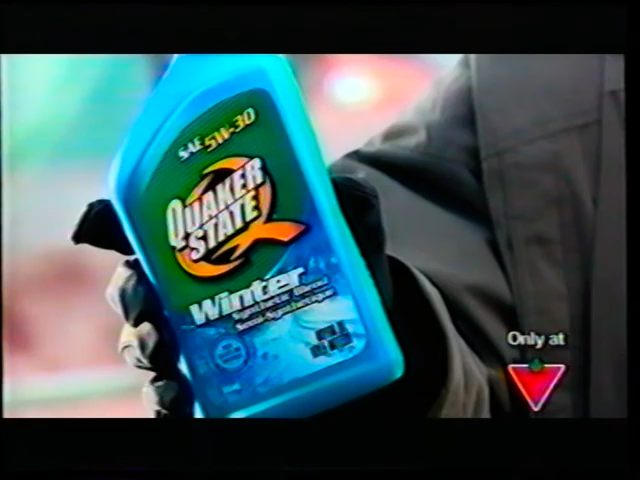 SAE 5W-30
QUAKER
STATE
Winter
Synthetic Blend
Semi-Synthétique
Only at